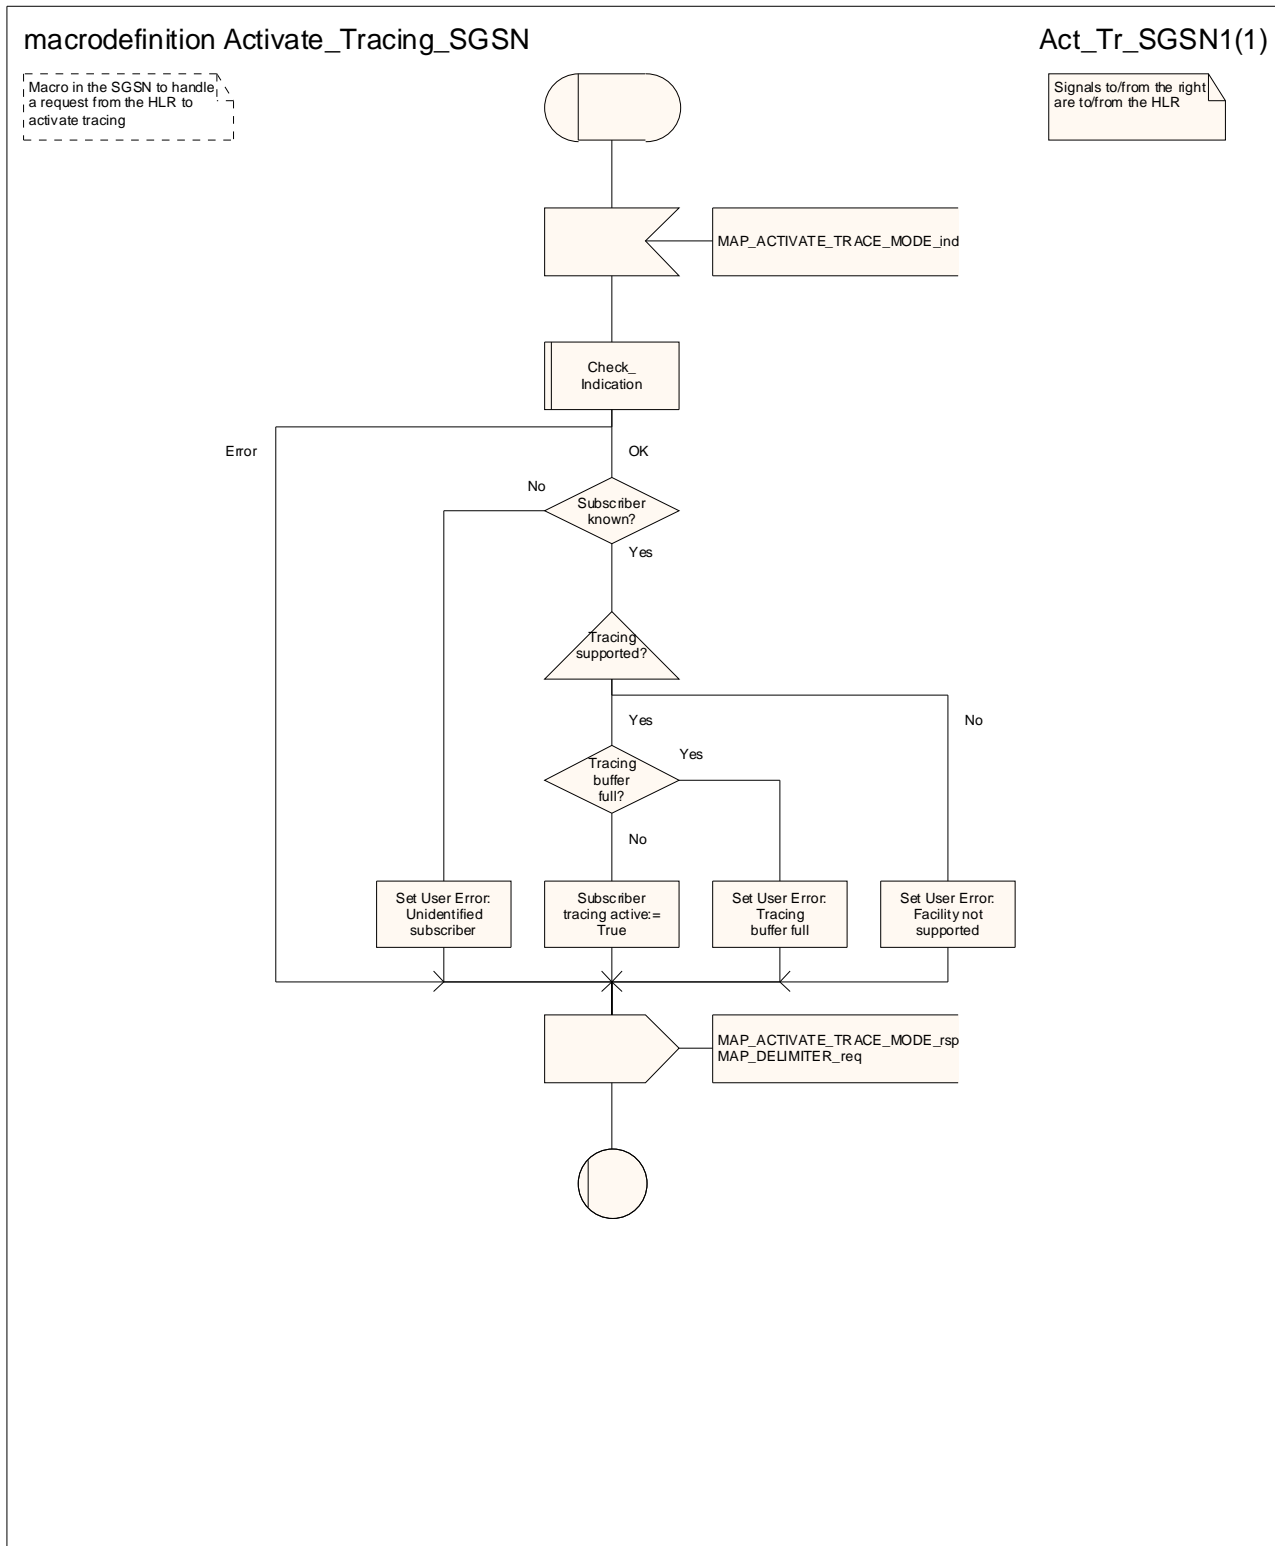 macrodefinition Activate_Tracing_SGSN
Act_Tr_SGSN1(1)
Macro in the SGSN to handle
a request from the HLR to
activate tracing
Signals to/from the right
are to/from the HLR
MAP_ACTIVATE_TRACE_MODE_ind
Check_
Indication
Error
OK
No
Subscriber
known?
Yes
Tracing
supported?
Yes
No
Yes
Tracing
buffer
full?
No
Set User Error:
Unidentified
subscriber
Subscriber
tracing active:=
True
Set User Error:
Tracing
buffer full
Set User Error:
Facility not
supported
MAP_ACTIVATE_TRACE_MODE_rsp
MAP_DELIMITER_req